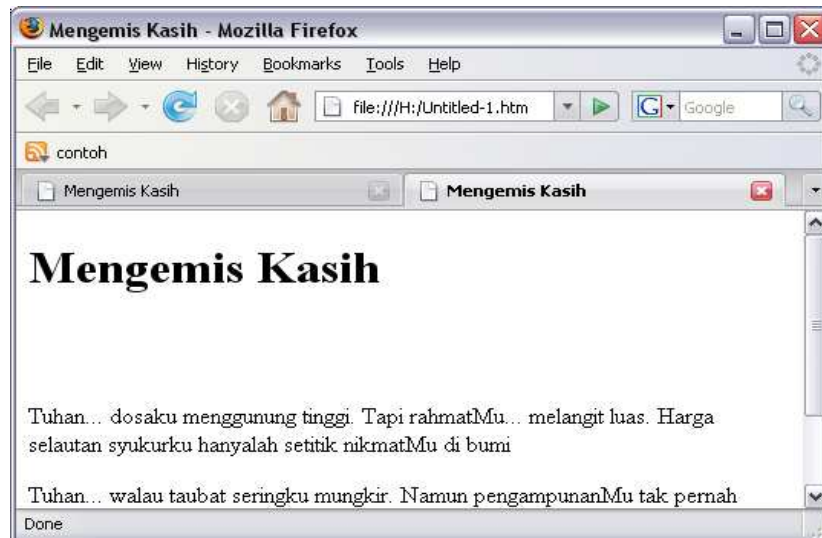 Mengemis Kasih - Mozilla Firefox
File Edit View History Bookmarks Tools Help
file:///H:/Untitled-1.htm G Google
contoh
Mengemis Kasih Mengemis Kasih
Mengemis Kasih
Tuhan... dosaku menggunung tinggi. Tapi rahmatMu... melangit luas. Harga
selautan syukurku hanyalah setitik nikmatMu di bumi
Tuhan... walau taubat seringku mungkir. Namun pengampunanMu tak pernah
Done